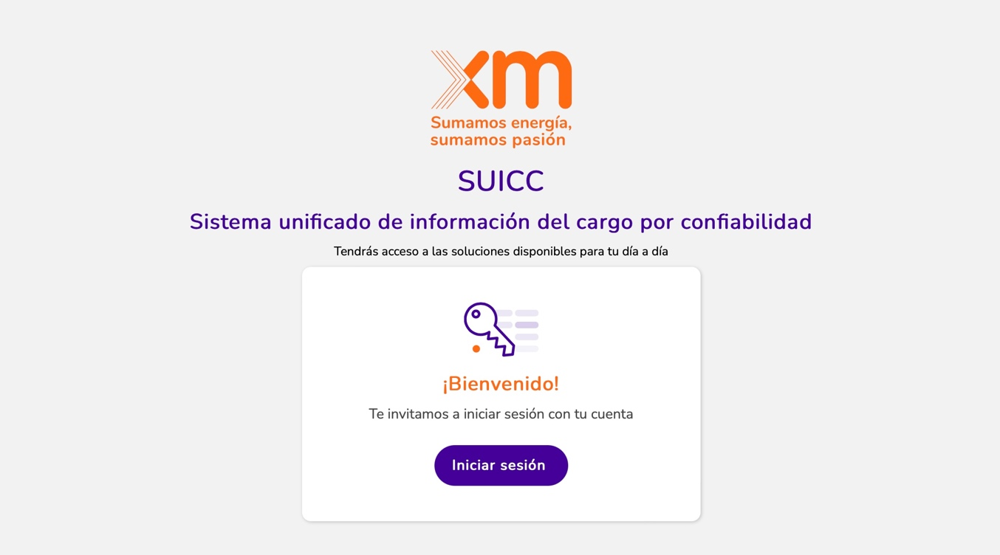 xm
Sumamos energía,
sumamos pasión
SUICC
Sistema unificado de información del cargo por confiabilidad
Tendrás acceso a las soluciones disponibles para tu día a día
¡Bienvenido!
Te invitamos a iniciar sesión con tu cuenta
Iniciar sesión